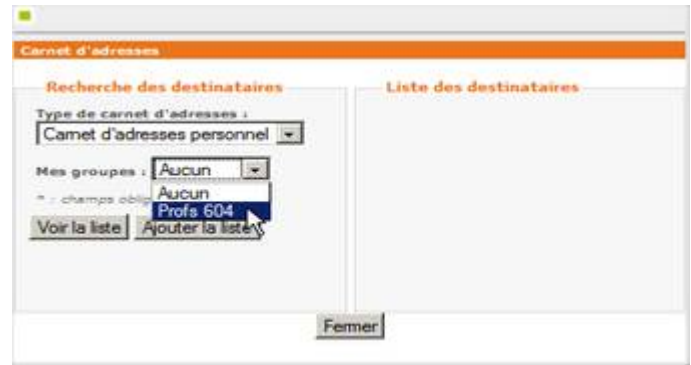 Carnet d'adresses
Recherche des destinataires
Liste des destinataires
Type de carnet d'adresses :
Carnet d'adresses personnel
Mes groupes : Aucun
Aucun
* : champs oblig
Profs 604
Voir la liste Ajouter la liste
Fermer